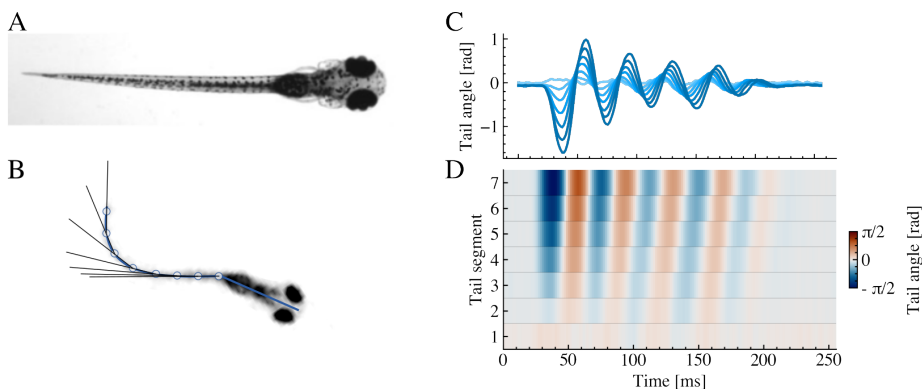 A
B
C
Tail angle [rad]
1
0
−1
D
Tail segment
7
6
5
4
3
2
1
0
50
100
150
200
250
Time [ms]
π/2
0
- π/2
Tail angle [rad]